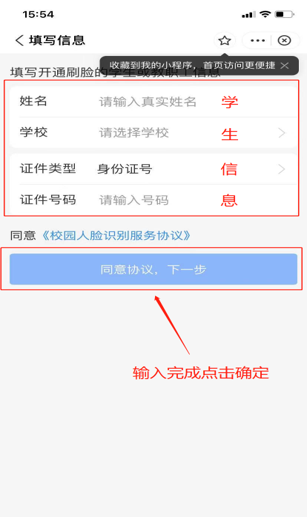 15:54
填写信息
收藏到我的小程序，首页访问更便捷
填写开通刷脸的学生或教职工信息
姓名 请输入真实姓名 学
学校 请选择学校 生
证件类型 身份证号 信
证件号码 请输入号码 息
同意《校园人脸识别服务协议》
同意协议，下一步
输入完成点击确定